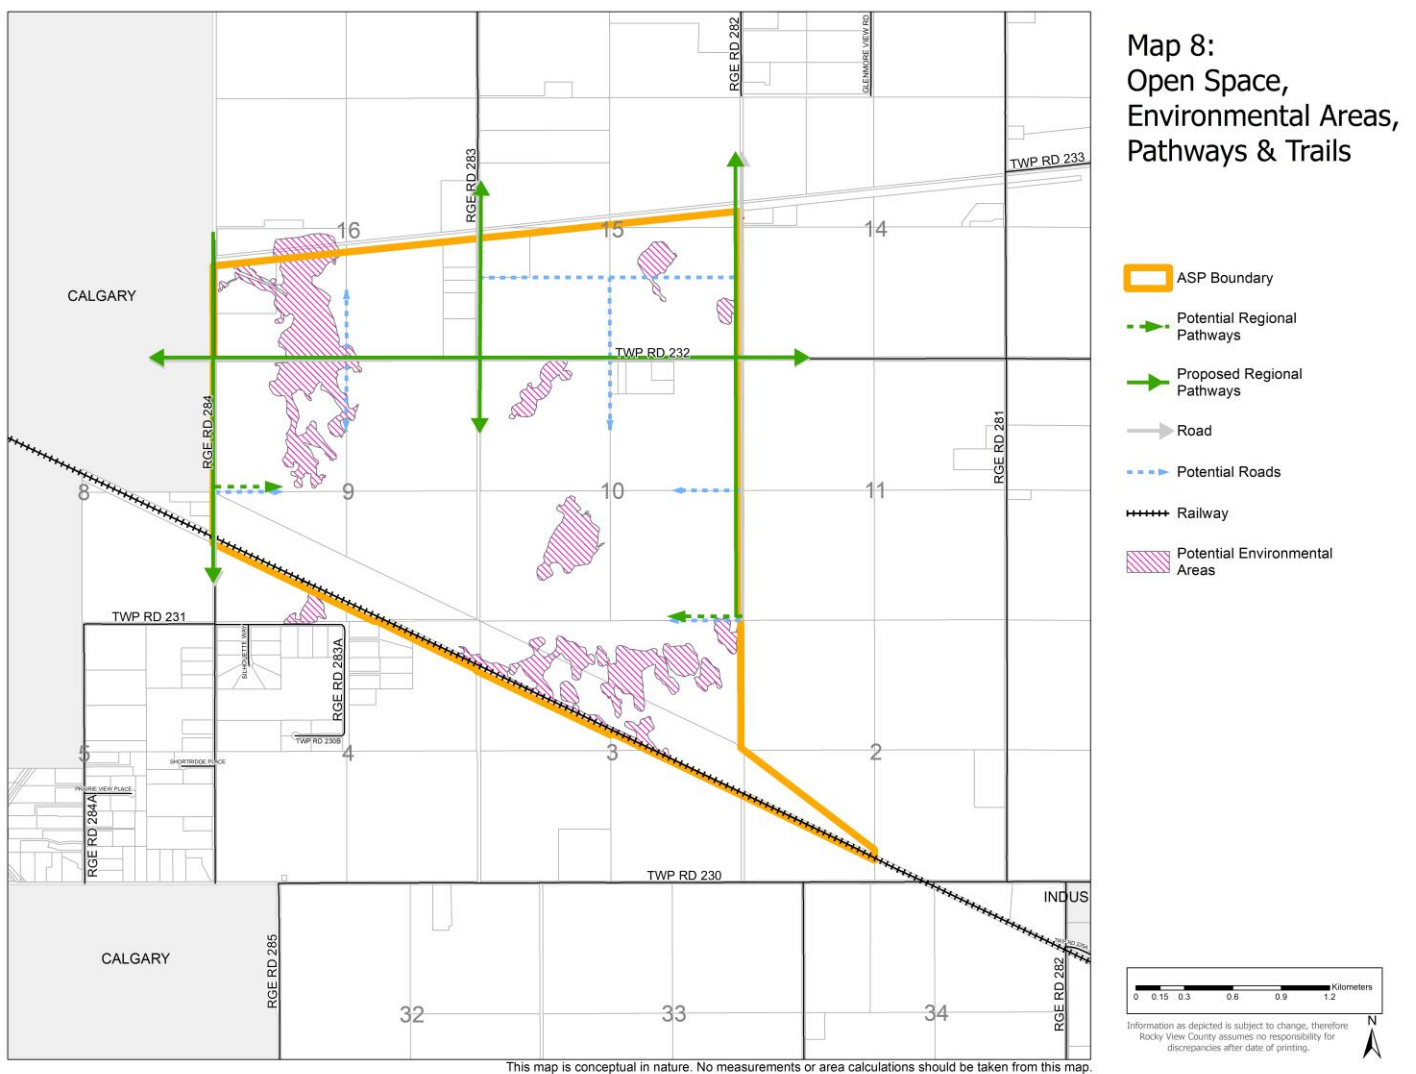 Map 8:
Open Space,
Environmental Areas,
Pathways & Trails
RGE RD 282
GLENMORE VIEW RD
RGE RD 283
TWP RD 233
16
15
14
CALGARY
TWP RD 232
RGE RD 284
RGE RD 281
8
9
10
11
TWP RD 231
SILHOUETTE WAY
RGE RD 283A
TWP RD 230B
5
4
3
2
SHORTRIDGE PLACE
PRAIRIE VIEW PLACE
RGE RD 284A
TWP RD 230
INDUS
CALGARY
RGE RD 285
TWP RD 225A
RGE RD 282
32
33
34
ASP Boundary
Potential Regional
Pathways
Proposed Regional
Pathways
Road
Potential Roads
Railway
Potential Environmental
Areas
Kilometers
0 0.15 0.3 0.6 0.9 1.2
Information as depicted is subject to change, therefore
Rocky View County assumes no responsibility for
discrepancies after date of printing.
N
This map is conceptual in nature. No measurements or area calculations should be taken from this map.